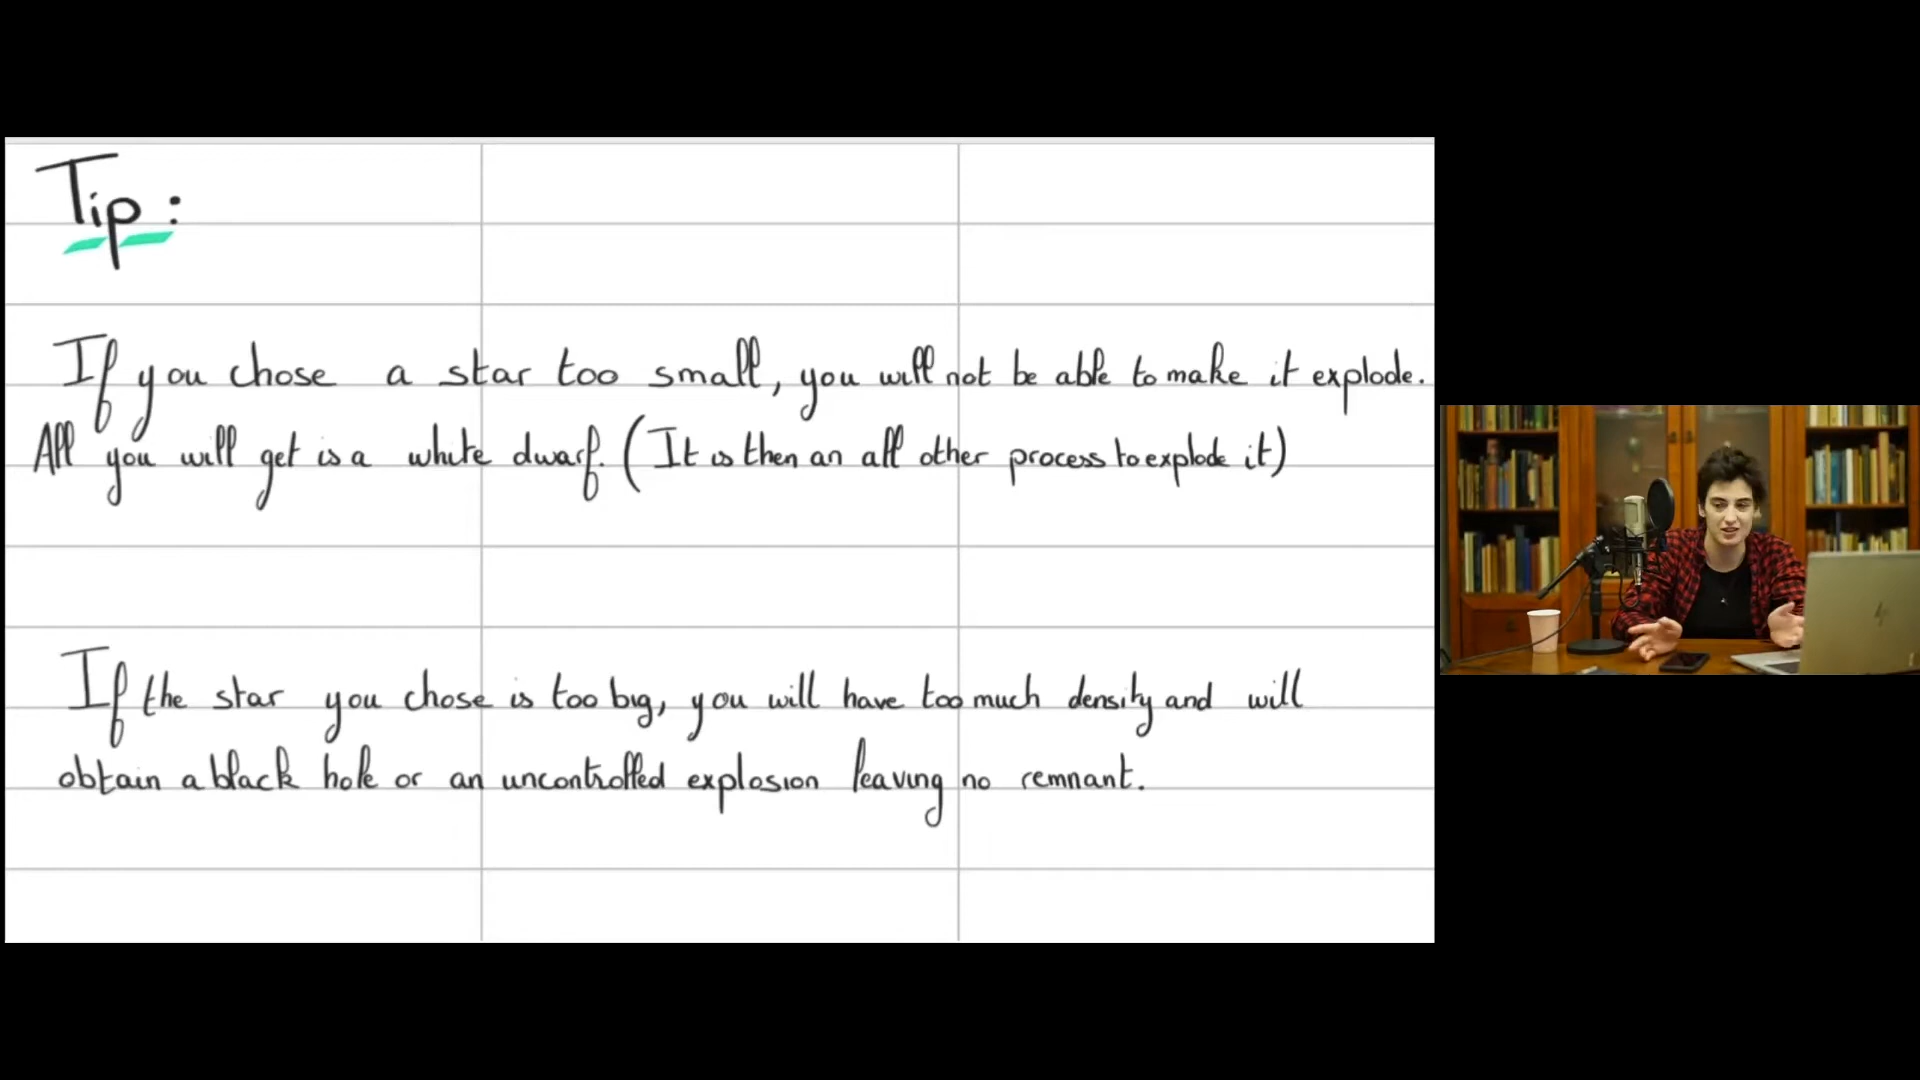 Tip :
If you chose a star too small, you will not be able to make it explode.
All you will get is a white dwarf. (It is then an all other process to explode it)
If the star you chose is too big, you will have too much density and will
obtain a black hole or an uncontrolled explosion leaving no remnant.